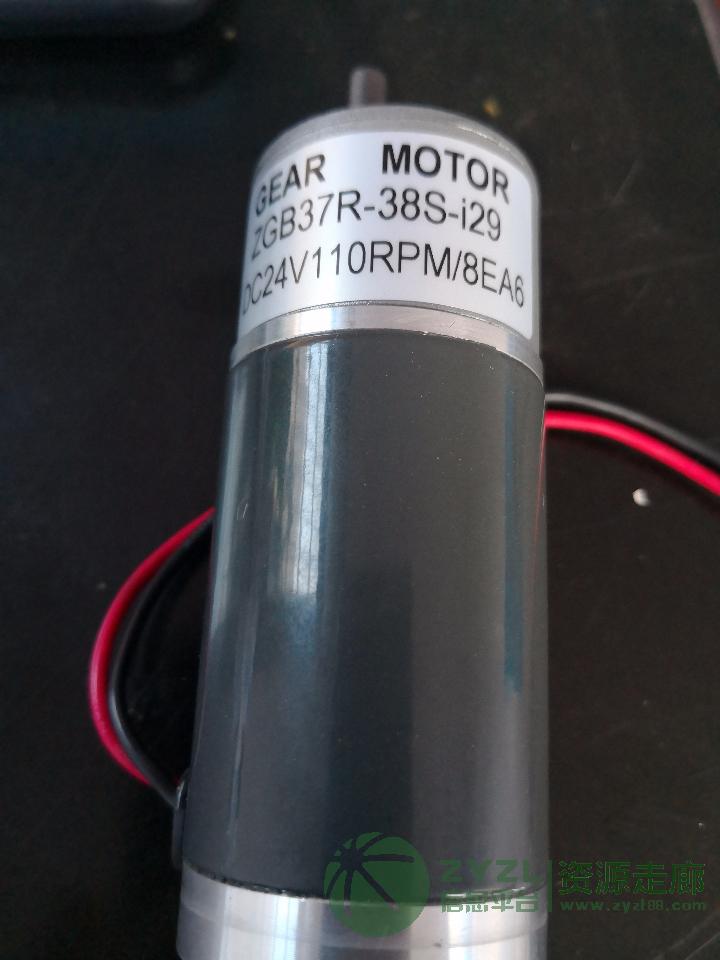 GEAR MOTOR
ZGB37R-38S-i29
DC24V110RPM/8EA6
ZYZL 资源走廊
信息平台 www.zyzl88.com